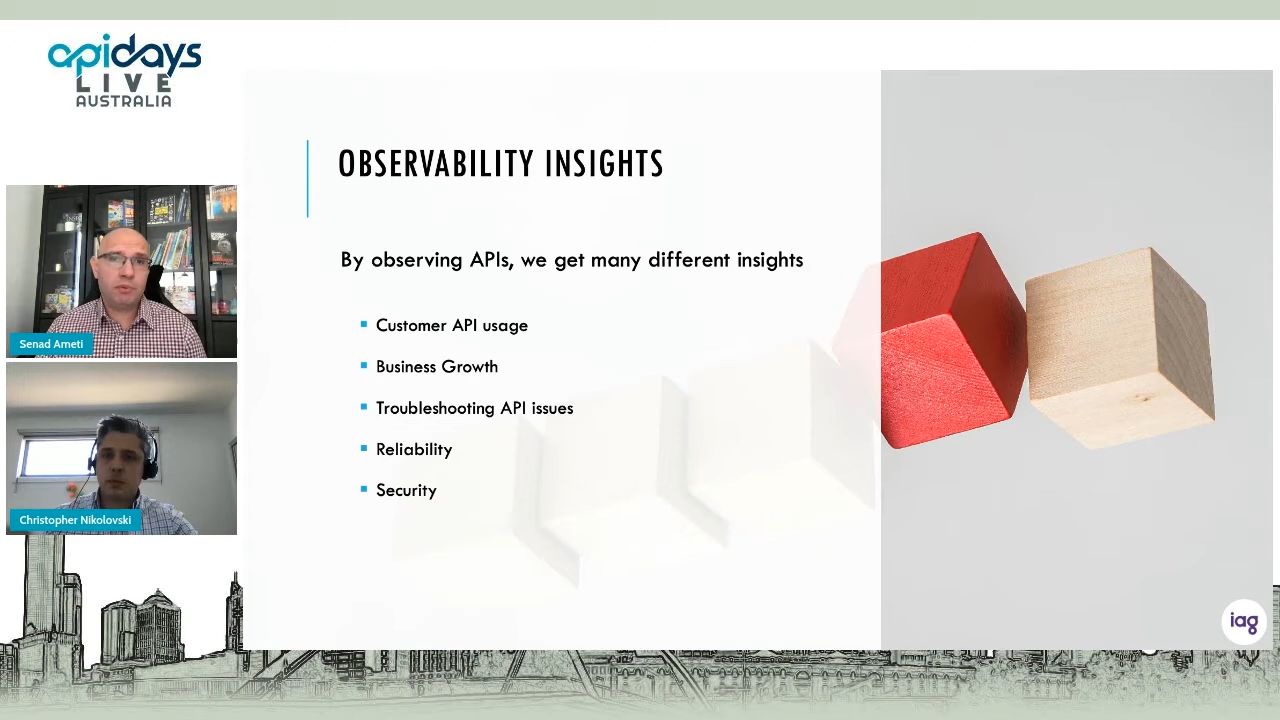 apidays
LIVE
AUSTRALIA
OBSERVABILITY INSIGHTS
By observing APIs, we get many different insights
Customer API usage
Business Growth
Troubleshooting API issues
Reliability
Security
Senad Ameti
Christopher Nikolovski
iag